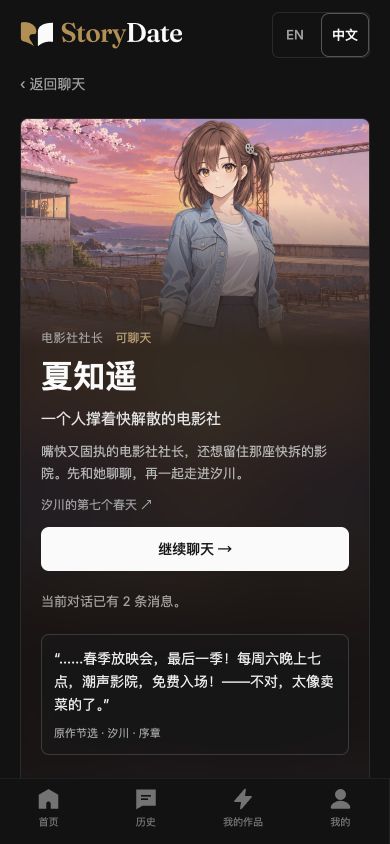 StoryDate
EN
中文
‹ 返回聊天
电影社社长 可聊天
夏知遥
一个人撑着快解散的电影社
嘴快又固执的电影社社长，还想留住那座快拆的影
院。先和她聊聊，再一起走进汐川。
汐川的第七个春天 ↗
继续聊天 →
当前对话已有 2 条消息。
“……春季放映会，最后一季！每周六晚上七
点，潮声影院，免费入场！——不对，太像卖
菜的了。”
原作节选 · 汐川 · 序章
首页
历史
我的作品
我的